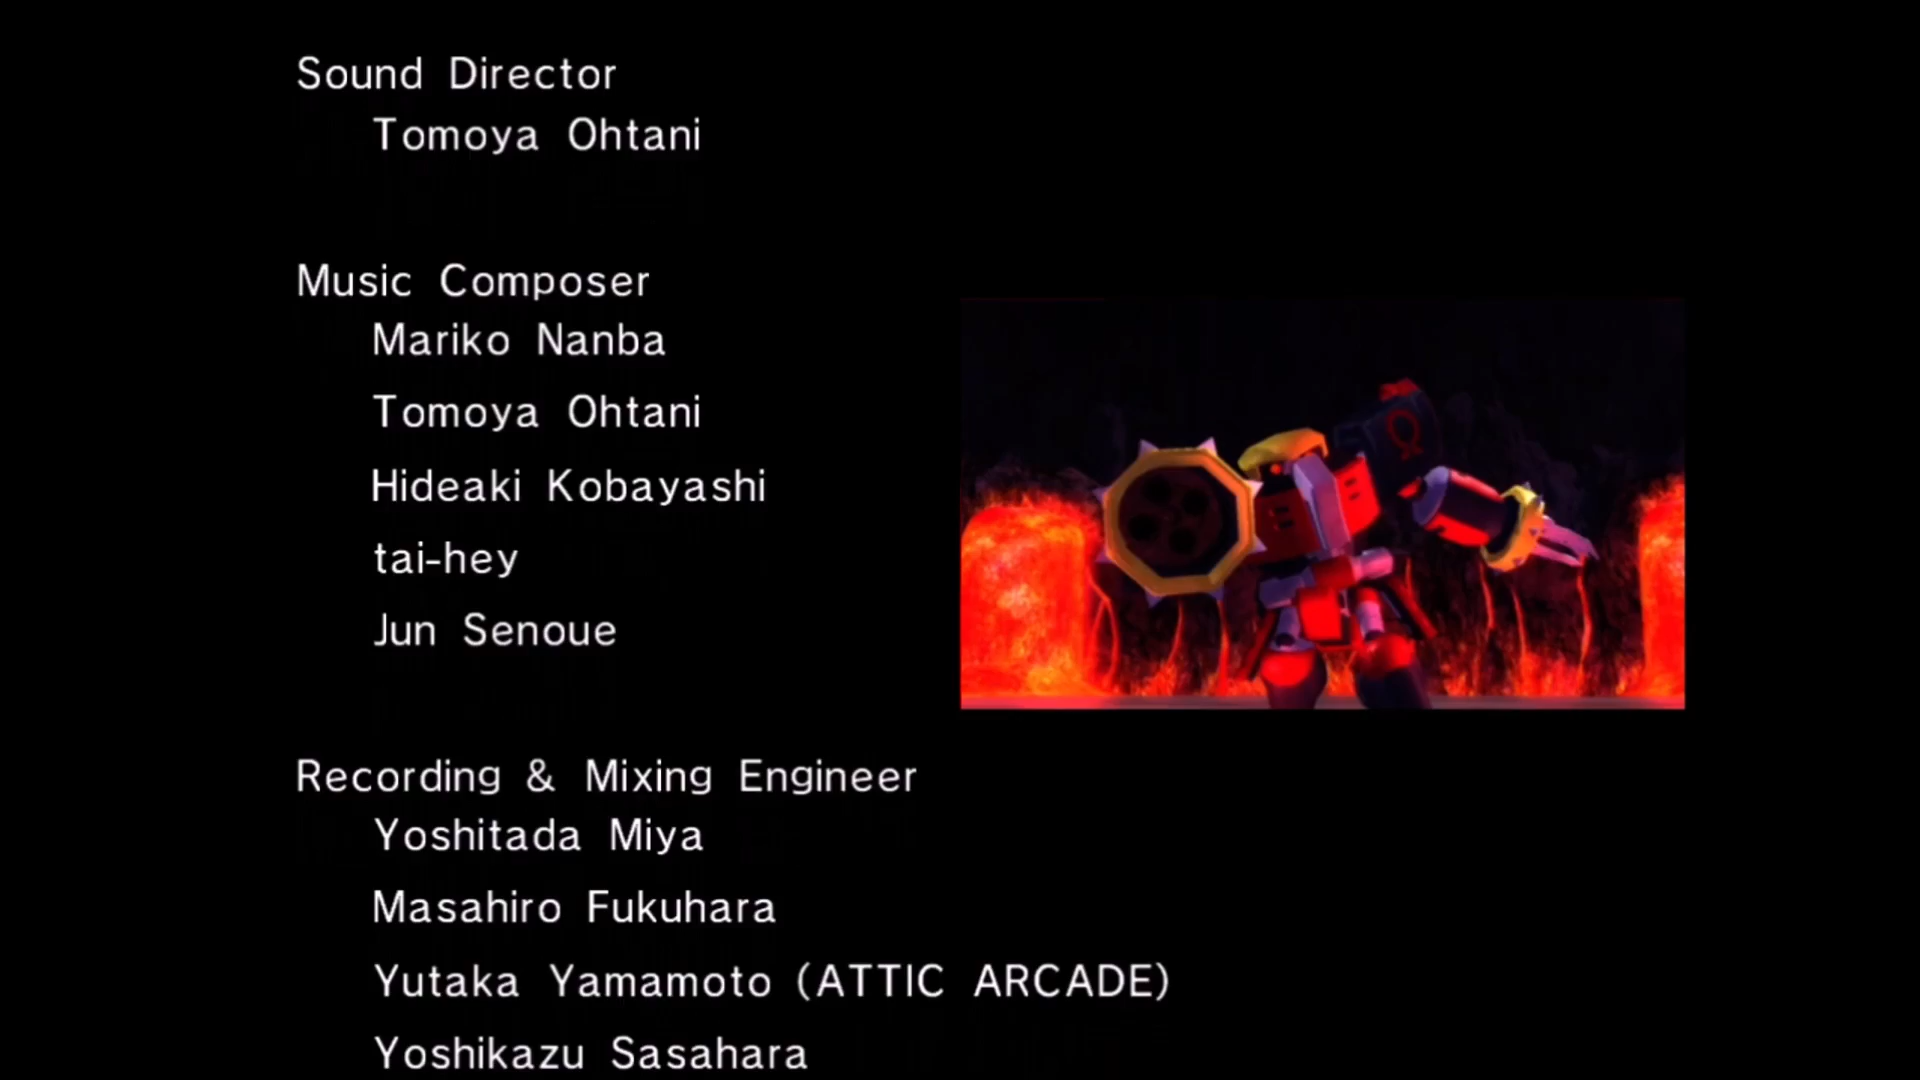 Sound Director
Tomoya Ohtani
Music Composer
Mariko Nanba
Tomoya Ohtani
Hideaki Kobayashi
tai-hey
Jun Senoue
Ω
Recording & Mixing Engineer
Yoshitada Miya
Masahiro Fukuhara
Yutaka Yamamoto (ATTIC ARCADE)
Yoshikazu Sasahara